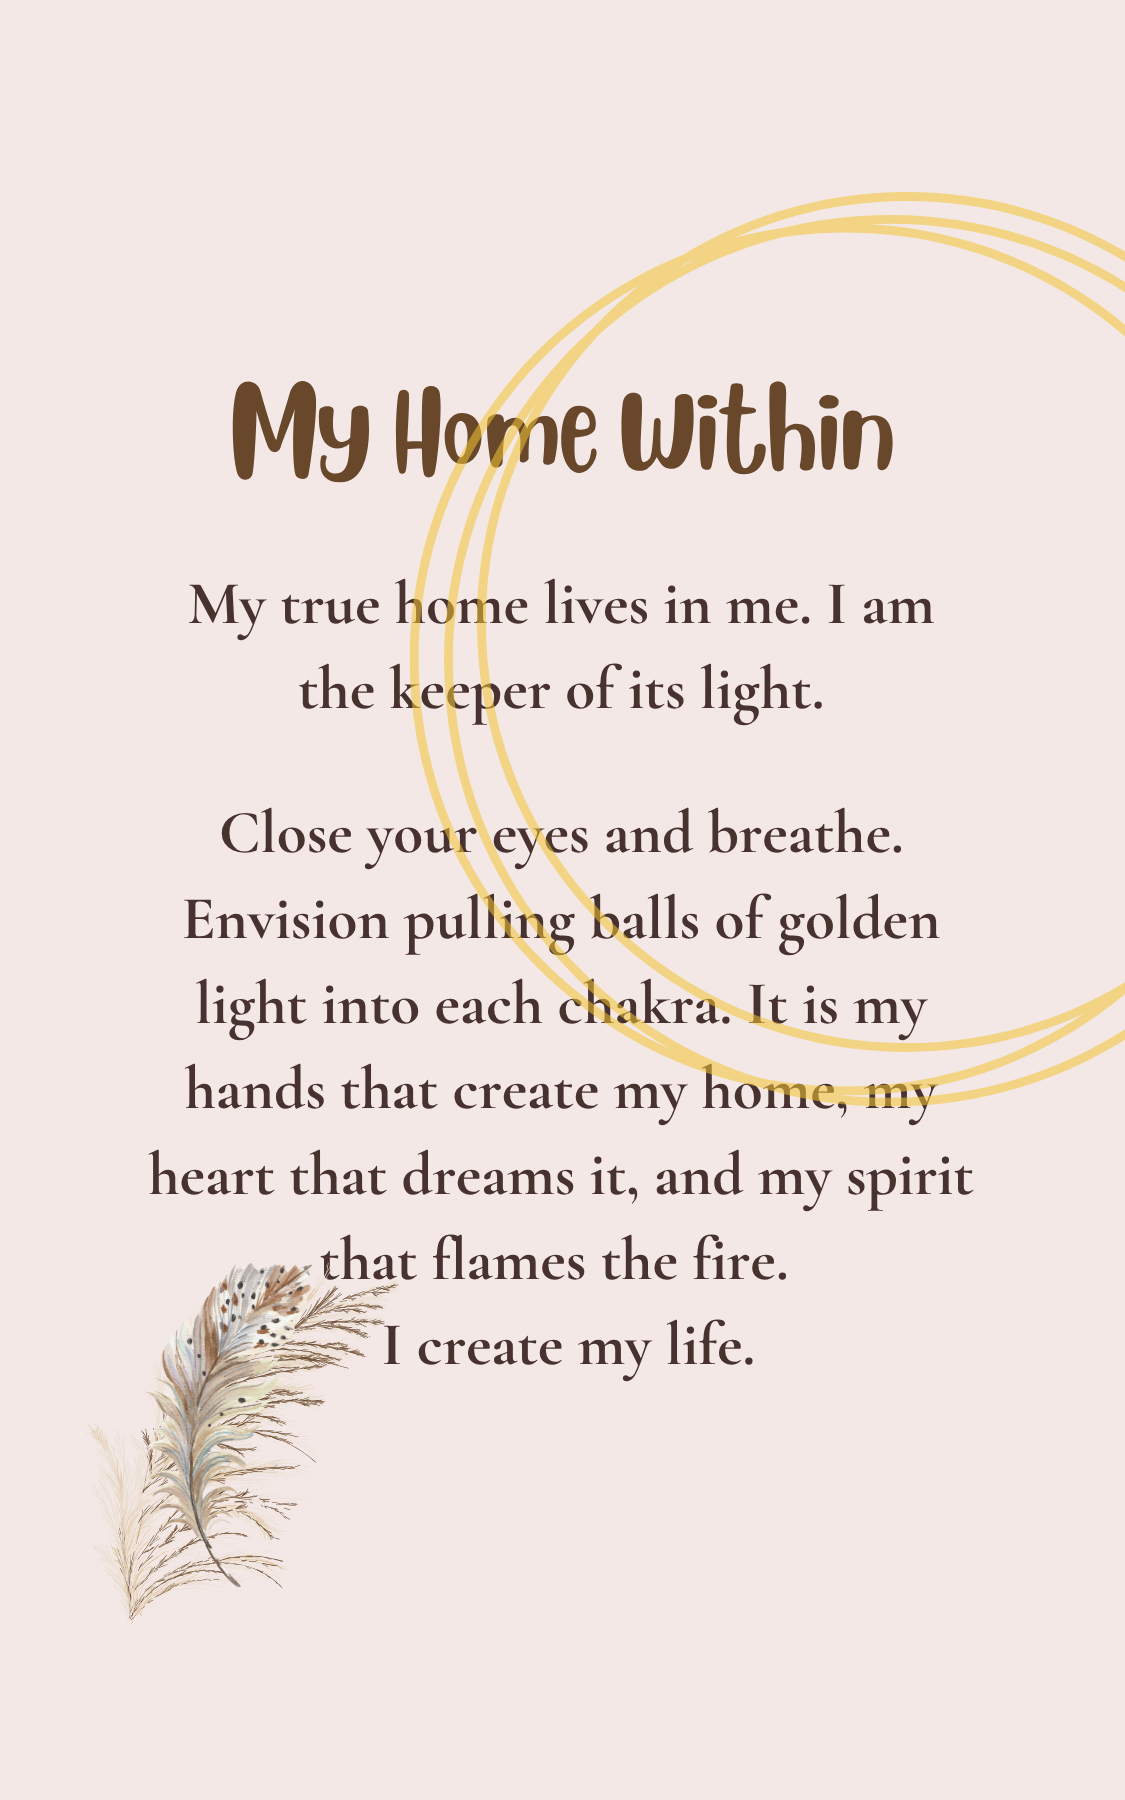 My Home Within
My true home lives in me. I am
the keeper of its light.
Close your eyes and breathe.
Envision pulling balls of golden
light into each chakra. It is my
hands that create my home, my
heart that dreams it, and my spirit
that flames the fire.
I create my life.